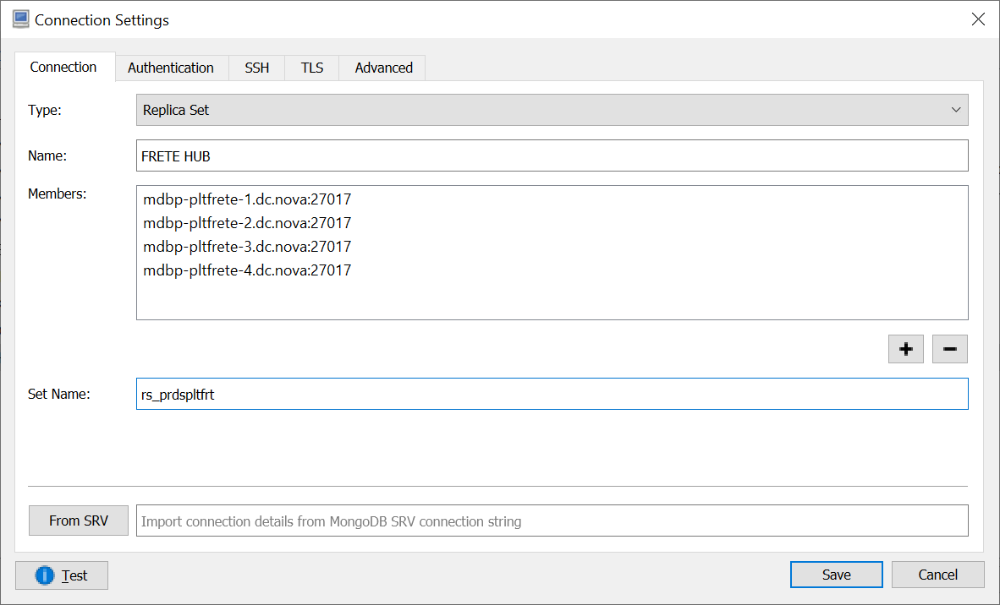 Connection Settings
Connection Authentication SSH TLS Advanced
Type: Replica Set
Name: FRETE HUB
Members: mdbp-pltfrete-1.dc.nova:27017
mdbp-pltfrete-2.dc.nova:27017
mdbp-pltfrete-3.dc.nova:27017
mdbp-pltfrete-4.dc.nova:27017
Set Name: rs_prdspltfrt
From SRV Import connection details from MongoDB SRV connection string
Test Save Cancel